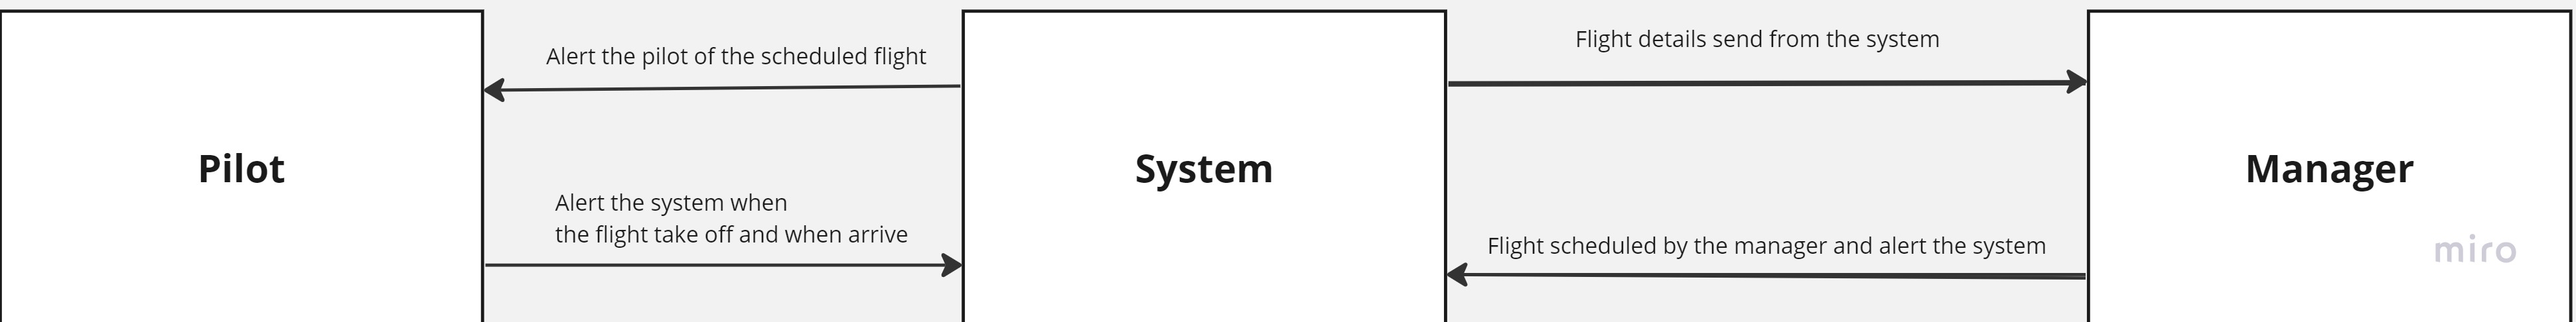 Alert the pilot of the scheduled flight
Flight details send from the system
Pilot
System
Manager
Alert the system when
the flight take off and when arrive
Flight scheduled by the manager and alert the system
miro